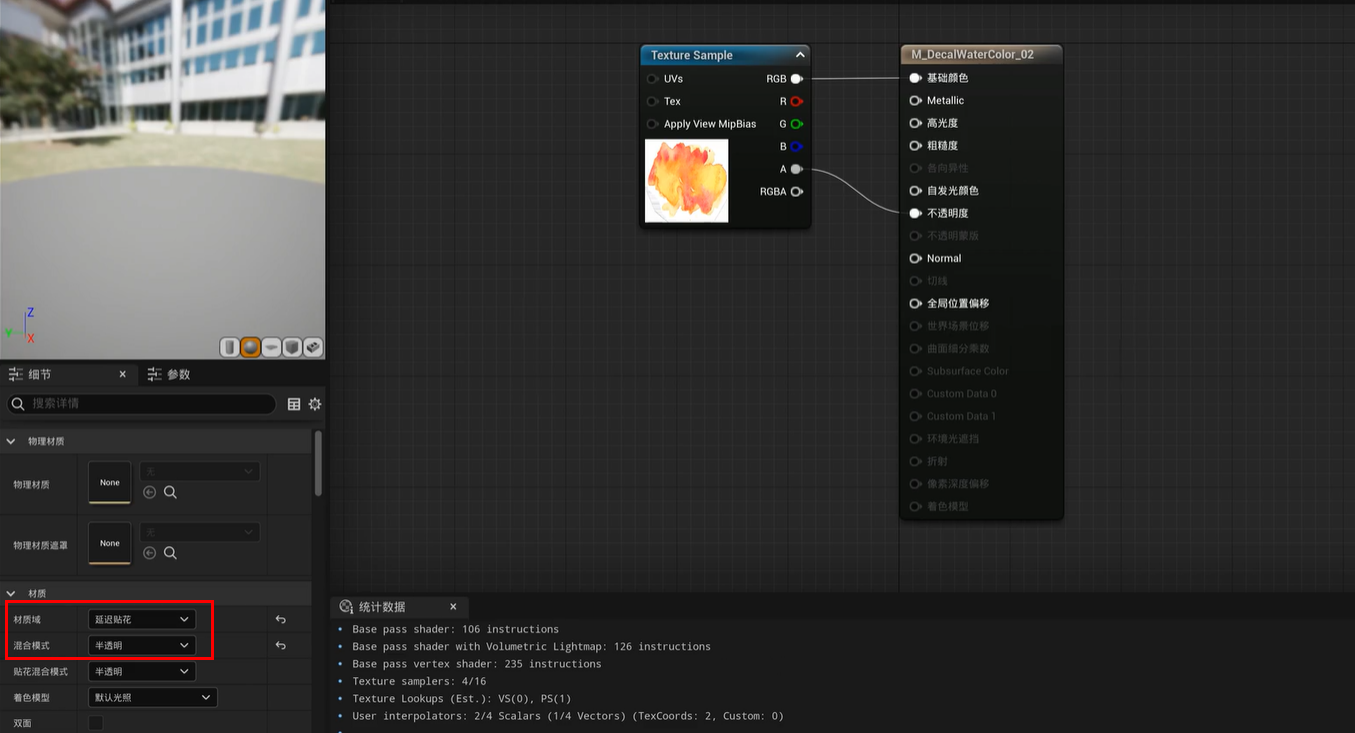 Texture Sample
UVs
RGB
Tex
R
Apply View MipBias
G
B
A
RGBA
M_DecalWaterColor_02
基础颜色
Metallic
高光度
粗糙度
各向异性
自发光颜色
不透明度
不透明蒙版
Normal
切线
全局位置偏移
世界场景位移
曲面细分乘数
Subsurface Color
Custom Data 0
Custom Data 1
环境光遮挡
折射
像素深度偏移
着色模型
Z
Y
X
细节
参数
搜索详情
物理材质
物理材质
None
无
物理材质遮罩
None
无
材质
材质域
延迟贴花
混合模式
半透明
贴花混合模式
半透明
着色模型
默认光照
双面
统计数据
Base pass shader: 106 instructions
Base pass shader with Volumetric Lightmap: 126 instructions
Base pass vertex shader: 235 instructions
Texture samplers: 4/16
Texture Lookups (Est.): VS(0), PS(1)
User interpolators: 2/4 Scalars (1/4 Vectors) (TexCoords: 2, Custom: 0)